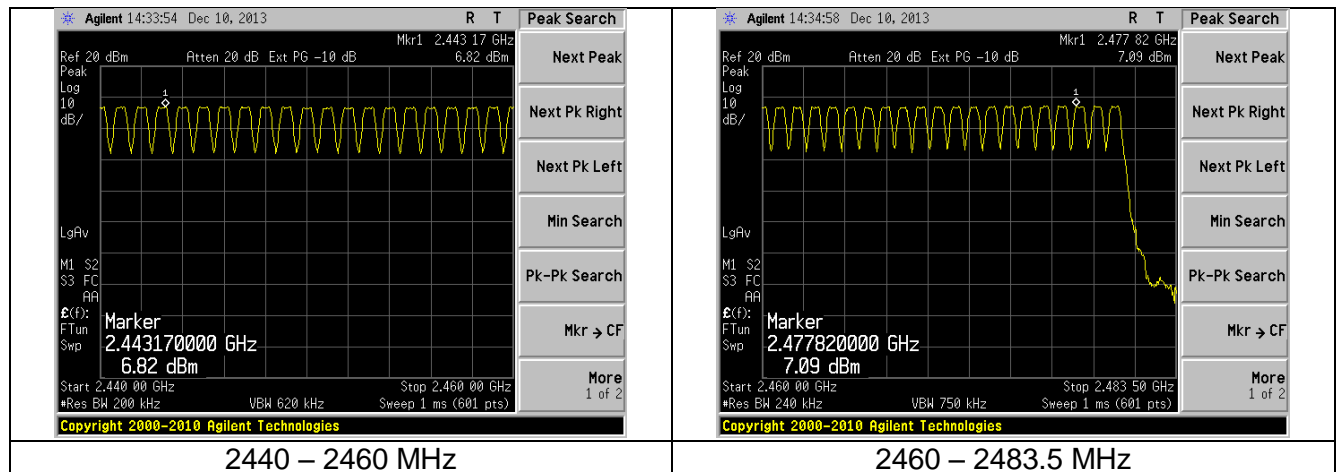 Agilent 14:33:54 Dec 10, 2013 R T Peak Search
Mkr1 2.443 17 GHz
Ref 20 dBm Atten 20 dB Ext PG -10 dB 6.82 dBm
Peak
Log
10
dB/
1
LgAv
M1 S2
S3 FC
AA
£(f):
FTun
Swp
Marker
2.443170000 GHz
6.82 dBm
Start 2.440 00 GHz Stop 2.460 00 GHz
#Res BW 200 kHz VBW 620 kHz Sweep 1 ms (601 pts)
Copyright 2000-2010 Agilent Technologies
Next Peak
Next Pk Right
Next Pk Left
Min Search
Pk-Pk Search
Mkr → CF
More
1 of 2
2440 – 2460 MHz
Agilent 14:34:58 Dec 10, 2013 R T Peak Search
Mkr1 2.477 82 GHz
Ref 20 dBm Atten 20 dB Ext PG -10 dB 7.09 dBm
Peak
Log
10
dB/
1
LgAv
M1 S2
S3 FC
AA
£(f):
FTun
Swp
Marker
2.477820000 GHz
7.09 dBm
Start 2.460 00 GHz Stop 2.483 50 GHz
#Res BW 240 kHz VBW 750 kHz Sweep 1 ms (601 pts)
Copyright 2000-2010 Agilent Technologies
Next Peak
Next Pk Right
Next Pk Left
Min Search
Pk-Pk Search
Mkr → CF
More
1 of 2
2460 – 2483.5 MHz